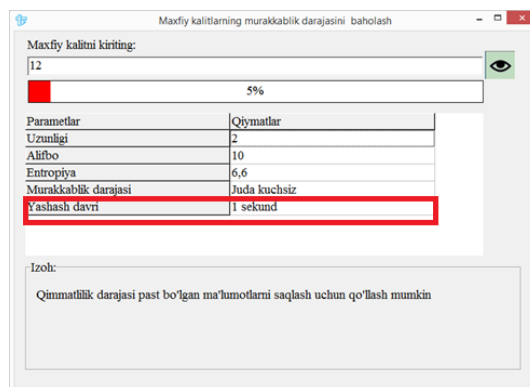 Maxfiy kalitlarning murakkablik darajasini baholash
Maxfiy kalitni kiriting:
12
5%
Parametlar Qiymatlar
Uzunligi 2
Alifbo 10
Entropiya 6,6
Murakkablik darajasi Juda kuchsiz
Yashash davri 1 sekund
Izoh:
Qimmatlilik darajasi past bo'lgan ma'lumotlarni saqlash uchun qo'llash mumkin